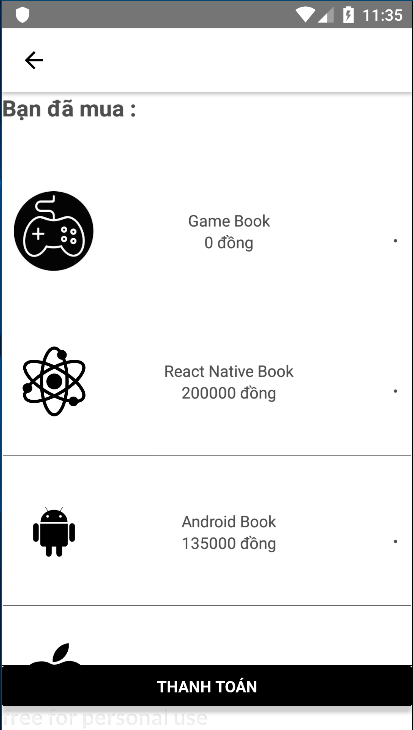 11:35
Bạn đã mua :
Game Book
0 đồng
React Native Book
200000 đồng
Android Book
135000 đồng
THANH TOÁN
free for personal use